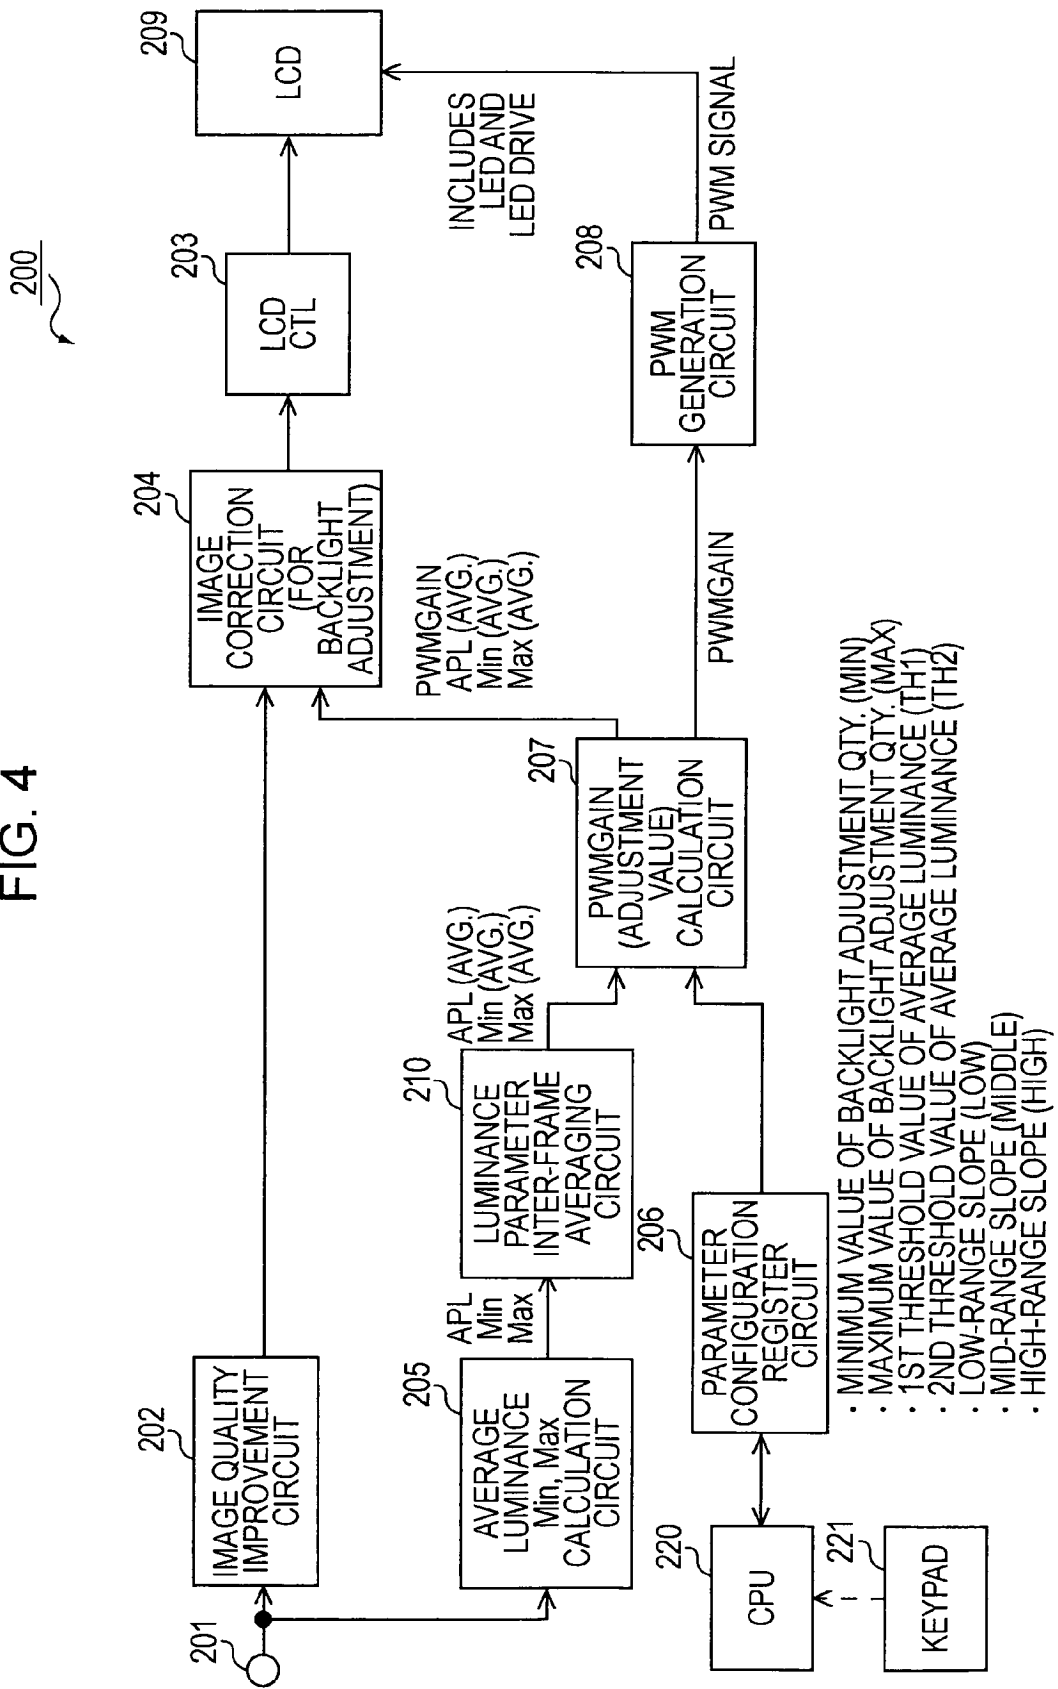 FIG. 4
200
201
202
IMAGE QUALITY
IMPROVEMENT
CIRCUIT
204
IMAGE
CORRECTION
CIRCUIT
(FOR
BACKLIGHT
ADJUSTMENT)
203
LCD
CTL
209
LCD
205
AVERAGE
LUMINANCE
Min, Max
CALCULATION
CIRCUIT
APL
Min
Max
210
LUMINANCE
PARAMETER
INTER-FRAME
AVERAGING
CIRCUIT
APL (AVG.)
Min (AVG.)
Max (AVG.)
207
PWMGAIN
(ADJUSTMENT
VALUE)
CALCULATION
CIRCUIT
PWMGAIN
APL (AVG.)
Min (AVG.)
Max (AVG.)
PWMGAIN
208
PWM
GENERATION
CIRCUIT
PWM SIGNAL
INCLUDES
LED AND
LED DRIVE
220
CPU
221
KEYPAD
206
PARAMETER
CONFIGURATION
REGISTER
CIRCUIT
· MINIMUM VALUE OF BACKLIGHT ADJUSTMENT QTY. (MIN)
· MAXIMUM VALUE OF BACKLIGHT ADJUSTMENT QTY. (MAX)
· 1ST THRESHOLD VALUE OF AVERAGE LUMINANCE (TH1)
· 2ND THRESHOLD VALUE OF AVERAGE LUMINANCE (TH2)
· LOW-RANGE SLOPE (LOW)
· MID-RANGE SLOPE (MIDDLE)
· HIGH-RANGE SLOPE (HIGH)